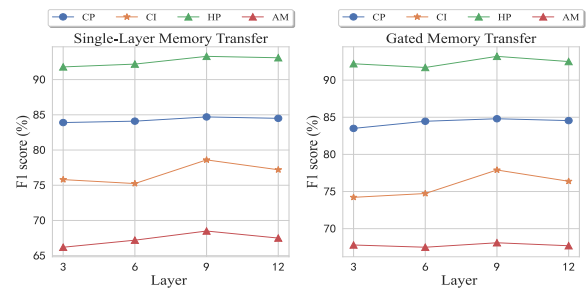 CP CI HP AM
Single-Layer Memory Transfer
F1 score (%)
90
85
80
75
70
65
3 6 9 12
Layer
CP CI HP AM
Gated Memory Transfer
F1 score (%)
90
85
80
75
70
3 6 9 12
Layer